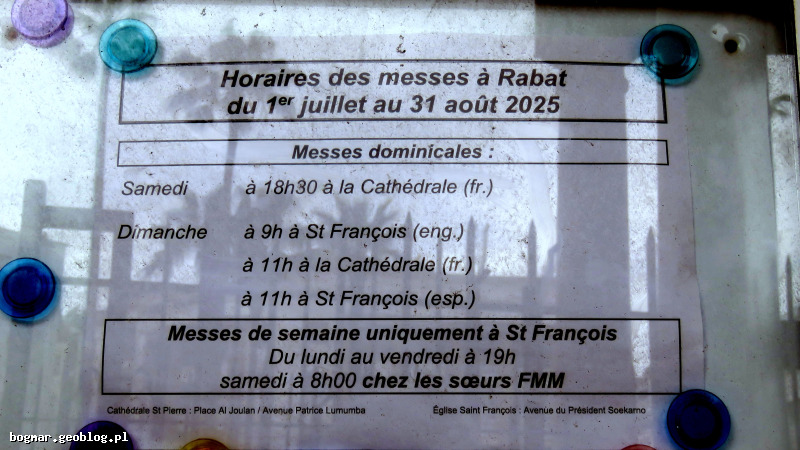 Horaires des messes à Rabat
du 1er juillet au 31 août 2025
Messes dominicales :
Samedi à 18h30 à la Cathédrale (fr.)
Dimanche à 9h à St François (eng.)
à 11h à la Cathédrale (fr.)
à 11h à St François (esp.)
Messes de semaine uniquement à St François
Du lundi au vendredi à 19h
samedi à 8h00 chez les sœurs FMM
Cathédrale St Pierre : Place Al Joulan / Avenue Patrice Lumumba Église Saint François : Avenue du Président Soekarno
bogmar.geoblog.pl